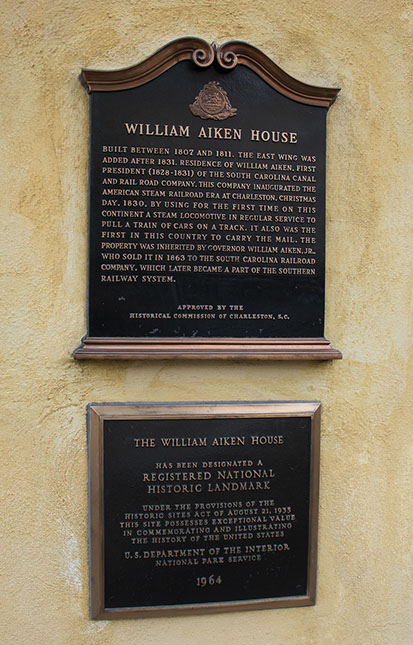 WILLIAM AIKEN HOUSE
BUILT BETWEEN 1807 AND 1811. THE EAST WING WAS
ADDED AFTER 1831. RESIDENCE OF WILLIAM AIKEN, FIRST
PRESIDENT (1828-1831) OF THE SOUTH CAROLINA CANAL
AND RAIL ROAD COMPANY. THIS COMPANY INAUGURATED THE
AMERICAN STEAM RAILROAD ERA AT CHARLESTON, CHRISTMAS
DAY, 1830, BY USING FOR THE FIRST TIME ON THIS
CONTINENT A STEAM LOCOMOTIVE IN REGULAR SERVICE TO
PULL A TRAIN OF CARS ON A TRACK. IT ALSO WAS THE
FIRST IN THIS COUNTRY TO CARRY THE MAIL. THE
PROPERTY WAS INHERITED BY GOVERNOR WILLIAM AIKEN, JR.,
WHO SOLD IT IN 1863 TO THE SOUTH CAROLINA RAILROAD
COMPANY, WHICH LATER BECAME A PART OF THE SOUTHERN
RAILWAY SYSTEM.
APPROVED BY THE
HISTORICAL COMMISSION OF CHARLESTON, S.C.
THE WILLIAM AIKEN HOUSE
HAS BEEN DESIGNATED A
REGISTERED NATIONAL
HISTORIC LANDMARK
UNDER THE PROVISIONS OF THE
HISTORIC SITES ACT OF AUGUST 21, 1935
THIS SITE POSSESSES EXCEPTIONAL VALUE
IN COMMEMORATING AND ILLUSTRATING
THE HISTORY OF THE UNITED STATES
U.S. DEPARTMENT OF THE INTERIOR
NATIONAL PARK SERVICE
1964